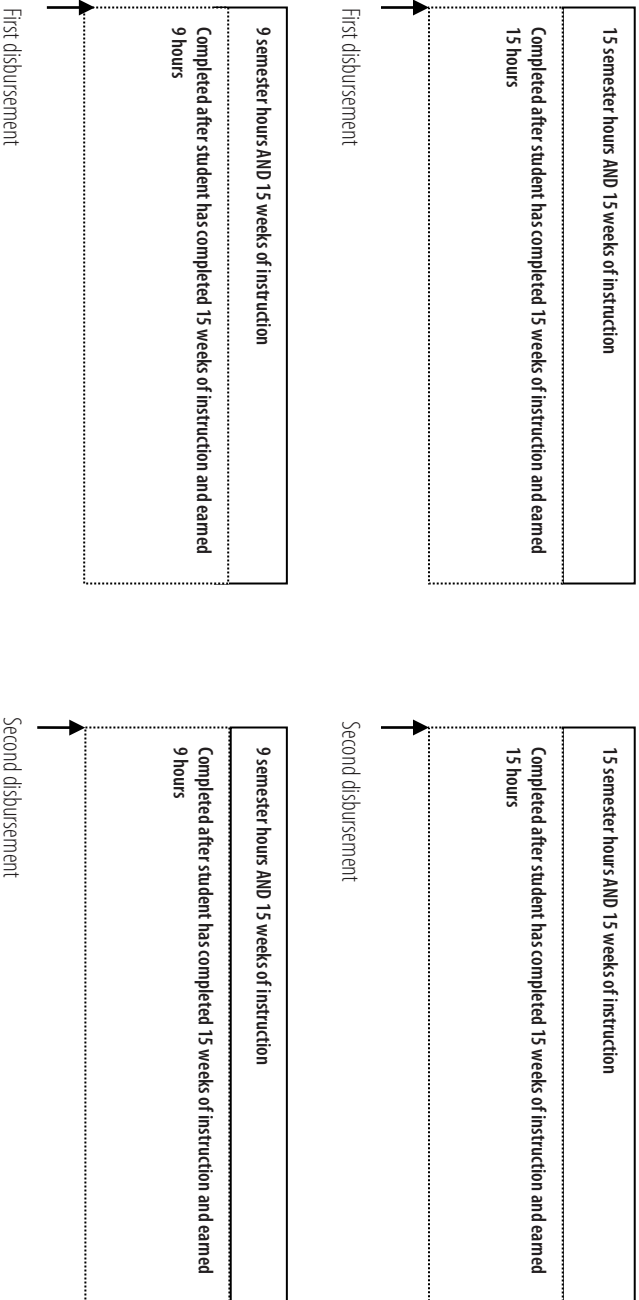 15 semester hours AND 15 weeks of instruction
Completed after student has completed 15 weeks of instruction and earned
15 hours
First disbursement
15 semester hours AND 15 weeks of instruction
Completed after student has completed 15 weeks of instruction and earned
15 hours
Second disbursement
9 semester hours AND 15 weeks of instruction
Completed after student has completed 15 weeks of instruction and earned
9 hours
First disbursement
9 semester hours AND 15 weeks of instruction
Completed after student has completed 15 weeks of instruction and earned
9 hours
Second disbursement